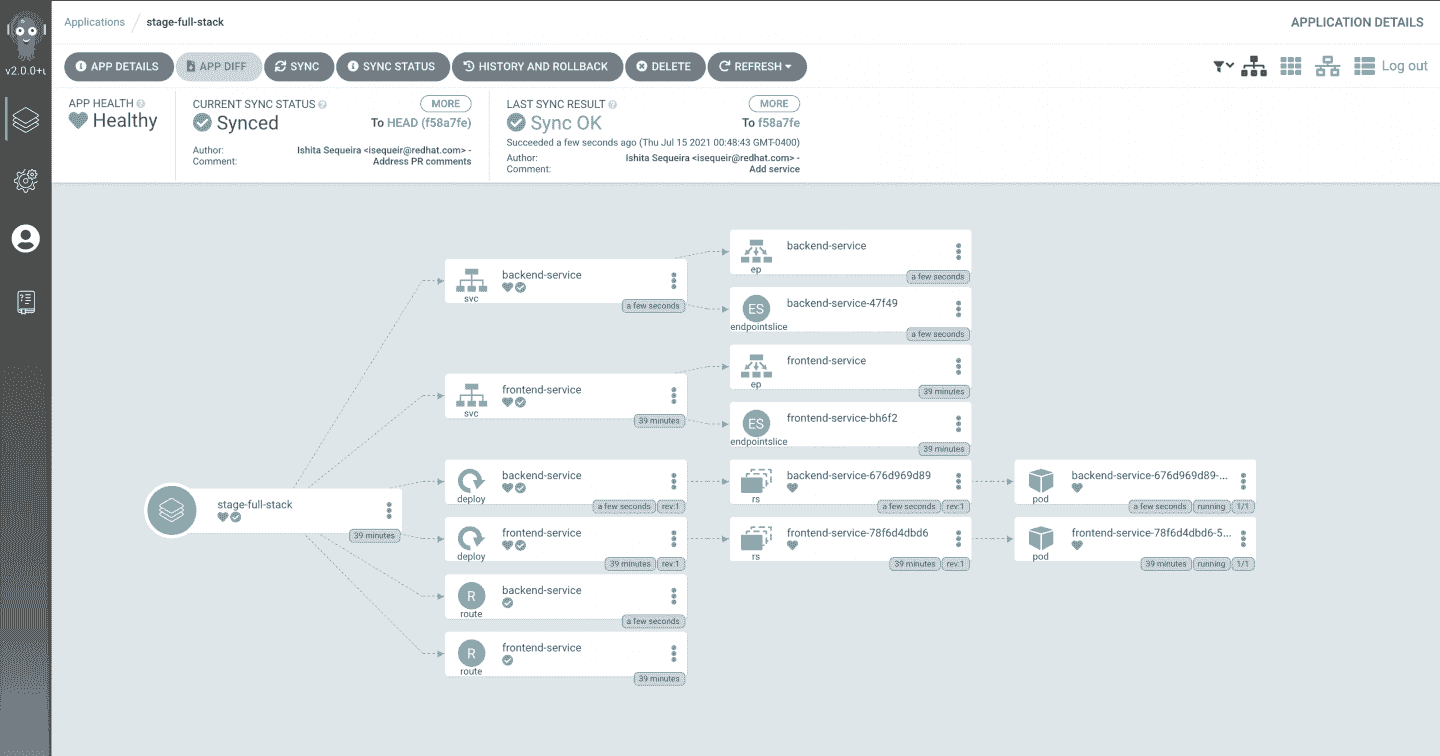 Applications / stage-full-stack
APPLICATION DETAILS
v2.0.0+t
APP DETAILS
APP DIFF
SYNC
SYNC STATUS
HISTORY AND ROLLBACK
DELETE
REFRESH
Log out
APP HEALTH
Healthy
CURRENT SYNC STATUS
MORE
Synced
To HEAD (f58a7fe)
Author: Ishita Sequeira <isequeir@redhat.com> -
Comment: Address PR comments
LAST SYNC RESULT
MORE
Sync OK
To f58a7fe
Succeeded a few seconds ago (Thu Jul 15 2021 00:48:43 GMT-0400)
Author: Ishita Sequeira <isequeir@redhat.com> -
Comment: Add service
stage-full-stack
39 minutes
svc
backend-service
a few seconds
svc
frontend-service
39 minutes
deploy
backend-service
a few seconds
rev:1
deploy
frontend-service
39 minutes
rev:1
R
route
backend-service
a few seconds
R
route
frontend-service
39 minutes
ep
backend-service
a few seconds
ES
endpointslice
backend-service-47f49
a few seconds
ep
frontend-service
39 minutes
ES
endpointslice
frontend-service-bh6f2
39 minutes
rs
backend-service-676d969d89
a few seconds
rev:1
rs
frontend-service-78f6d4dbd6
39 minutes
rev:1
pod
backend-service-676d969d89-...
a few seconds
running
1/1
pod
frontend-service-78f6d4dbd6-5...
39 minutes
running
1/1